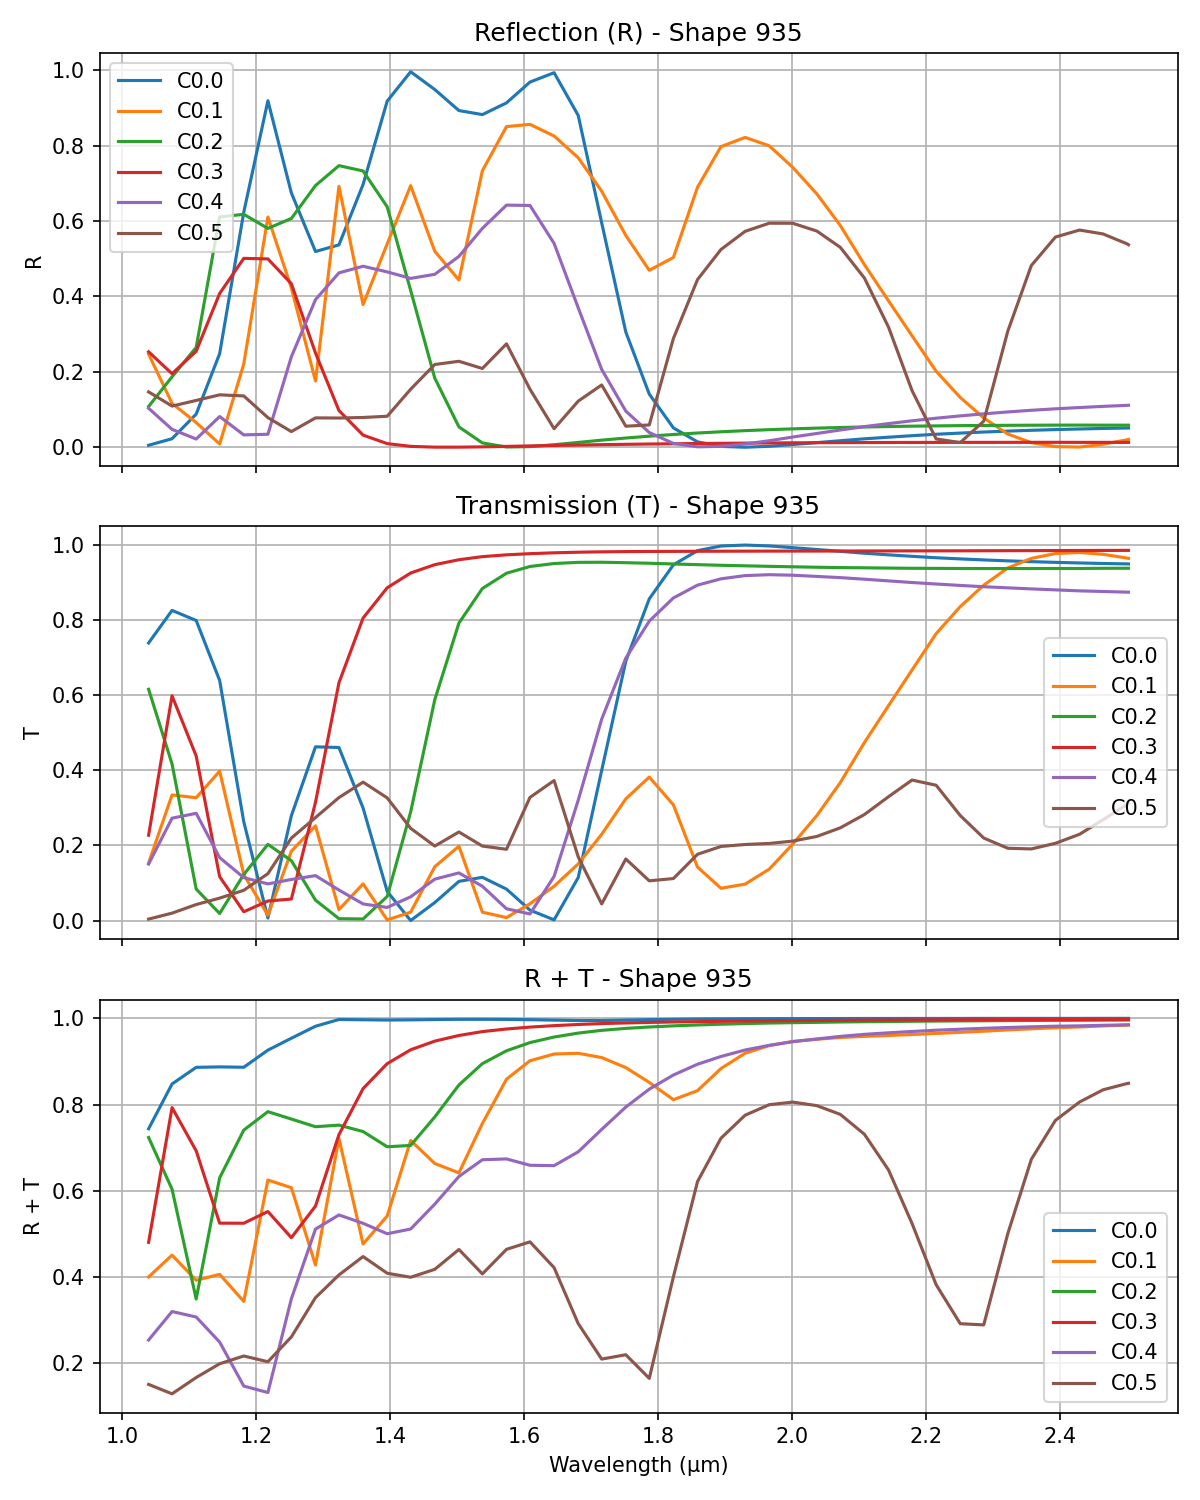 Reflection (R) - Shape 935
1.0
0.8
0.6
0.4
0.2
0.0
R
C0.0
C0.1
C0.2
C0.3
C0.4
C0.5
Transmission (T) - Shape 935
1.0
0.8
0.6
0.4
0.2
0.0
T
C0.0
C0.1
C0.2
C0.3
C0.4
C0.5
R + T - Shape 935
1.0
0.8
0.6
0.4
0.2
R + T
C0.0
C0.1
C0.2
C0.3
C0.4
C0.5
1.0 1.2 1.4 1.6 1.8 2.0 2.2 2.4
Wavelength (μm)